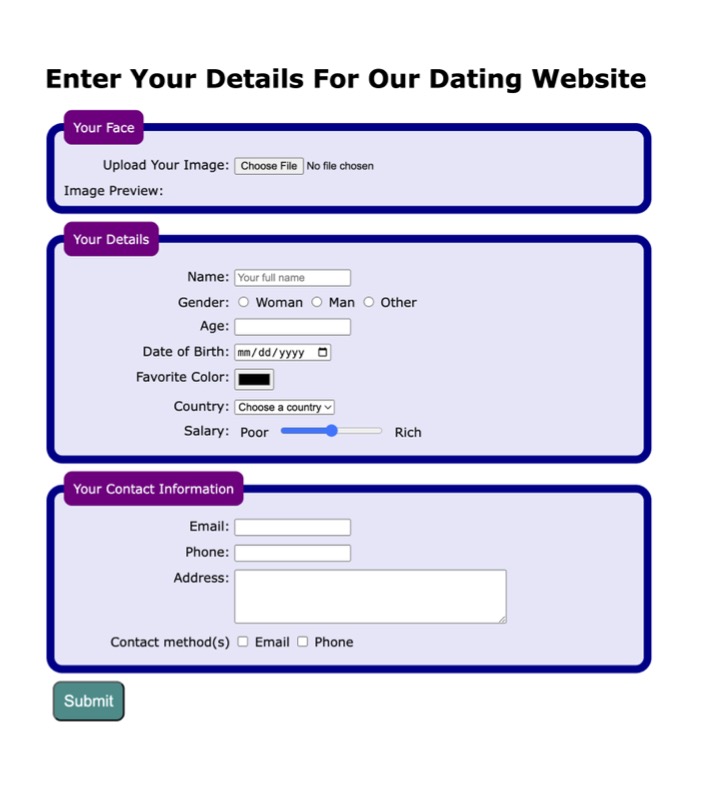 Enter Your Details For Our Dating Website
Your Face
Upload Your Image: Choose File No file chosen
Image Preview:
Your Details
Name: Your full name
Gender: Woman Man Other
Age:
Date of Birth: mm/dd/yyyy
Favorite Color:
Country: Choose a country
Salary: Poor Rich
Your Contact Information
Email:
Phone:
Address:
Contact method(s) Email Phone
Submit